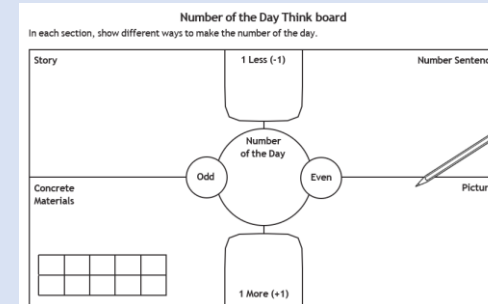 Number of the Day Think board
In each section, show different ways to make the number of the day.
Story
1 Less (-1)
Number Sentenc
Number
of the Day
Odd
Even
Concrete
Materials
Pictur
1 More (+1)